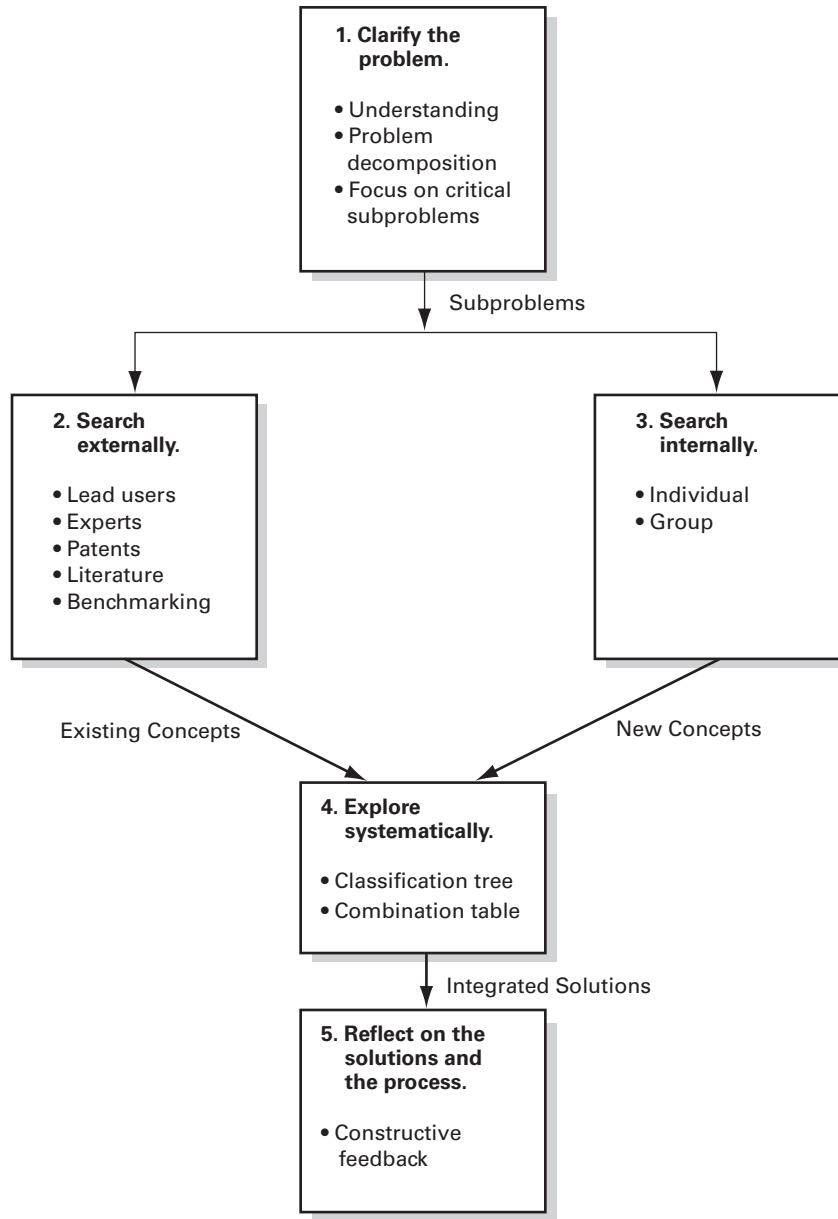 1. Clarify the
problem.
• Understanding
• Problem
decomposition
• Focus on critical
subproblems
Subproblems
2. Search
externally.
• Lead users
• Experts
• Patents
• Literature
• Benchmarking
3. Search
internally.
• Individual
• Group
Existing Concepts
New Concepts
4. Explore
systematically.
• Classification tree
• Combination table
Integrated Solutions
5. Reflect on the
solutions and
the process.
• Constructive
feedback